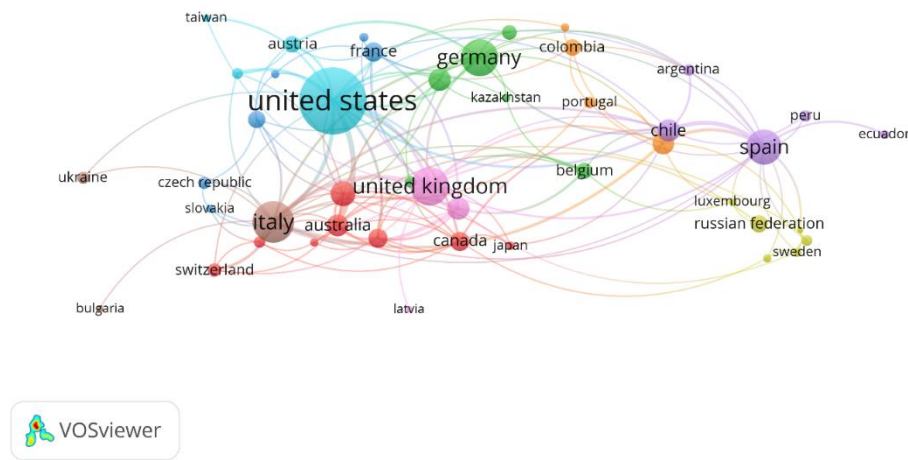 taiwan
austria
france
germany
colombia
argentina
united states
kazakhstan
portugal
peru
chile
ecuador
spain
ukraine
czech republic
belgium
united kingdom
slovakia
luxembourg
italy
australia
russian federation
canada
japan
sweden
switzerland
bulgaria
latvia
VOSviewer